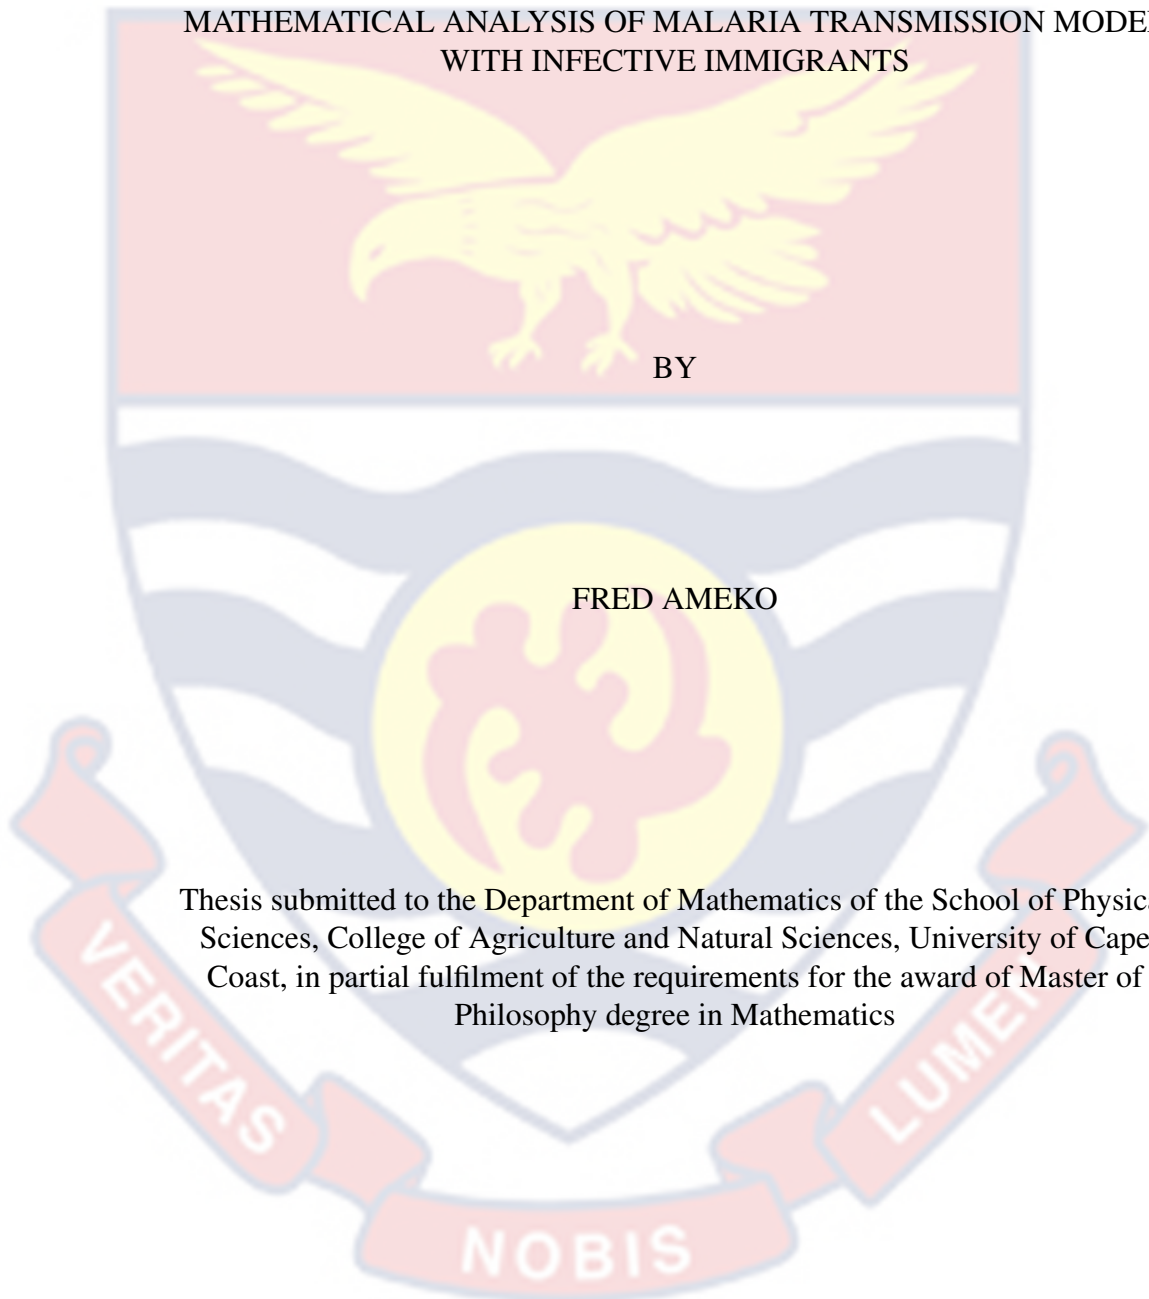 MATHEMATICAL ANALYSIS OF MALARIA TRANSMISSION
WITH INFECTIVE IMMIGRANTS
BY
FRED AMEKO
Thesis submitted to the Department of Mathematics of the School of
Sciences, College of Agriculture and Natural Sciences, University of Cape
Coast, in partial fulfilment of the requirements for the award of Master of
Philosophy degree in Mathematics
VERITAS
NOBIS
LUMEN